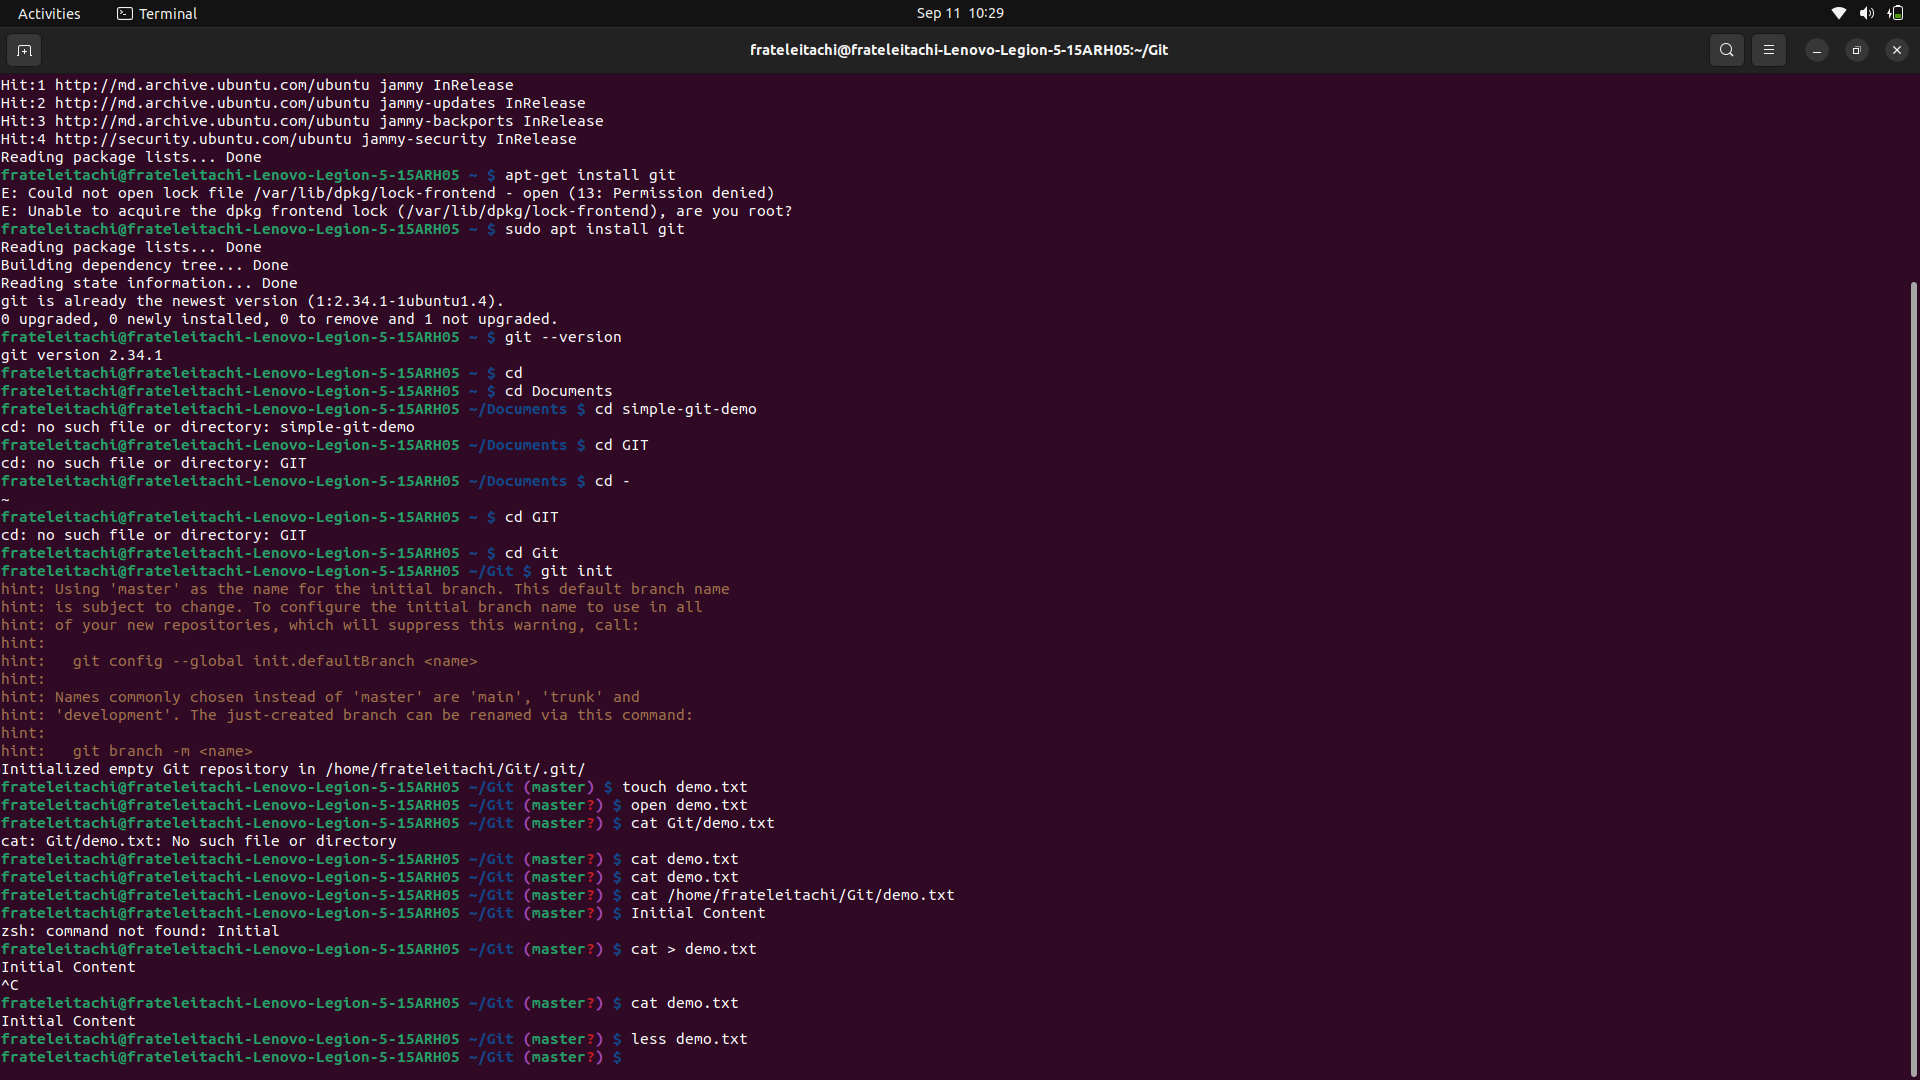 Activities
Terminal
Sep 11 10:29
frateleitachi@frateleitachi-Lenovo-Legion-5-15ARH05:~/Git
Hit:1 http://md.archive.ubuntu.com/ubuntu jammy InRelease
Hit:2 http://md.archive.ubuntu.com/ubuntu jammy-updates InRelease
Hit:3 http://md.archive.ubuntu.com/ubuntu jammy-backports InRelease
Hit:4 http://security.ubuntu.com/ubuntu jammy-security InRelease
Reading package lists... Done
frateleitachi@frateleitachi-Lenovo-Legion-5-15ARH05 ~ $ apt-get install git
E: Could not open lock file /var/lib/dpkg/lock-frontend - open (13: Permission denied)
E: Unable to acquire the dpkg frontend lock (/var/lib/dpkg/lock-frontend), are you root?
frateleitachi@frateleitachi-Lenovo-Legion-5-15ARH05 ~ $ sudo apt install git
Reading package lists... Done
Building dependency tree... Done
Reading state information... Done
git is already the newest version (1:2.34.1-1ubuntu1.4).
0 upgraded, 0 newly installed, 0 to remove and 1 not upgraded.
frateleitachi@frateleitachi-Lenovo-Legion-5-15ARH05 ~ $ git --version
git version 2.34.1
frateleitachi@frateleitachi-Lenovo-Legion-5-15ARH05 ~ $ cd
frateleitachi@frateleitachi-Lenovo-Legion-5-15ARH05 ~ $ cd Documents
frateleitachi@frateleitachi-Lenovo-Legion-5-15ARH05 ~/Documents $ cd simple-git-demo
cd: no such file or directory: simple-git-demo
frateleitachi@frateleitachi-Lenovo-Legion-5-15ARH05 ~/Documents $ cd GIT
cd: no such file or directory: GIT
frateleitachi@frateleitachi-Lenovo-Legion-5-15ARH05 ~/Documents $ cd -
~
frateleitachi@frateleitachi-Lenovo-Legion-5-15ARH05 ~ $ cd GIT
cd: no such file or directory: GIT
frateleitachi@frateleitachi-Lenovo-Legion-5-15ARH05 ~ $ cd Git
frateleitachi@frateleitachi-Lenovo-Legion-5-15ARH05 ~/Git $ git init
hint: Using 'master' as the name for the initial branch. This default branch name
hint: is subject to change. To configure the initial branch name to use in all
hint: of your new repositories, which will suppress this warning, call:
hint:
hint:   git config --global init.defaultBranch <name>
hint:
hint: Names commonly chosen instead of 'master' are 'main', 'trunk' and
hint: 'development'. The just-created branch can be renamed via this command:
hint:
hint:   git branch -m <name>
Initialized empty Git repository in /home/frateleitachi/Git/.git/
frateleitachi@frateleitachi-Lenovo-Legion-5-15ARH05 ~/Git (master) $ touch demo.txt
frateleitachi@frateleitachi-Lenovo-Legion-5-15ARH05 ~/Git (master?) $ open demo.txt
frateleitachi@frateleitachi-Lenovo-Legion-5-15ARH05 ~/Git (master?) $ cat Git/demo.txt
cat: Git/demo.txt: No such file or directory
frateleitachi@frateleitachi-Lenovo-Legion-5-15ARH05 ~/Git (master?) $ cat demo.txt
frateleitachi@frateleitachi-Lenovo-Legion-5-15ARH05 ~/Git (master?) $ cat demo.txt
frateleitachi@frateleitachi-Lenovo-Legion-5-15ARH05 ~/Git (master?) $ cat /home/frateleitachi/Git/demo.txt
frateleitachi@frateleitachi-Lenovo-Legion-5-15ARH05 ~/Git (master?) $ Initial Content
zsh: command not found: Initial
frateleitachi@frateleitachi-Lenovo-Legion-5-15ARH05 ~/Git (master?) $ cat > demo.txt
Initial Content
^C
frateleitachi@frateleitachi-Lenovo-Legion-5-15ARH05 ~/Git (master?) $ cat demo.txt
Initial Content
frateleitachi@frateleitachi-Lenovo-Legion-5-15ARH05 ~/Git (master?) $ less demo.txt
frateleitachi@frateleitachi-Lenovo-Legion-5-15ARH05 ~/Git (master?) $